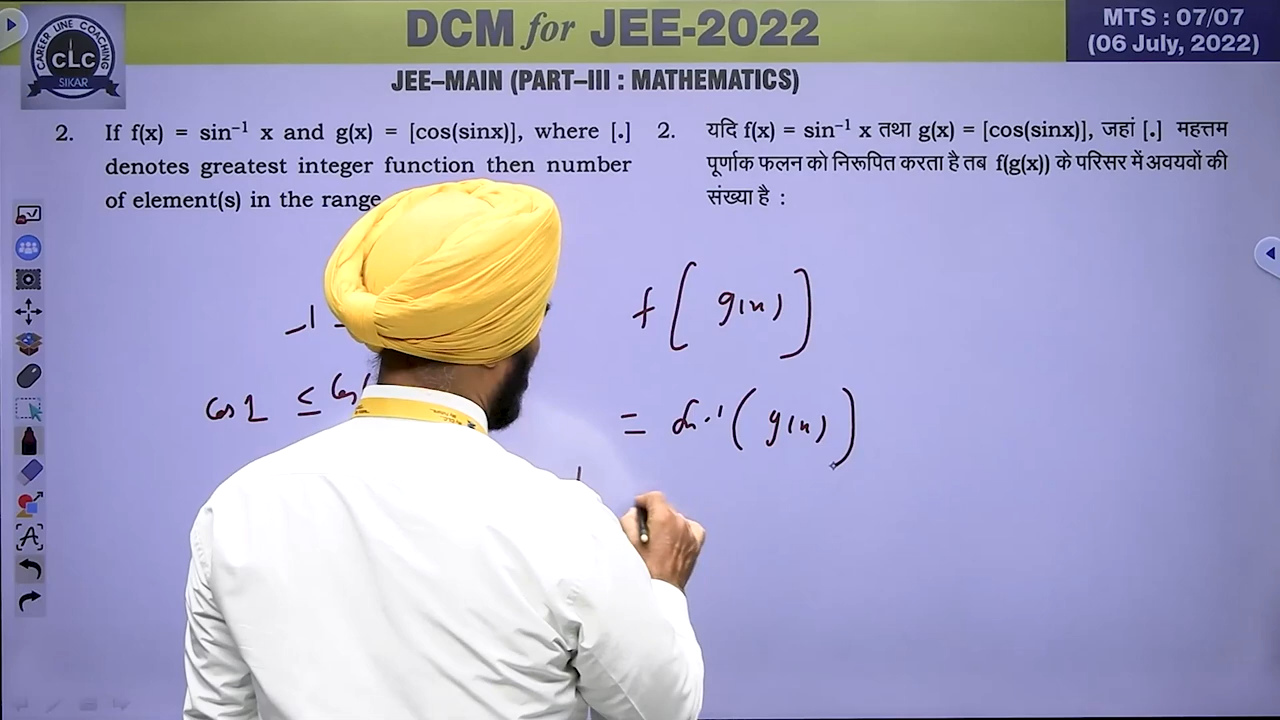 DCM for JEE-2022
MTS : 07/07
(06 July, 2022)
CAREER LINE COACHING
CLC
SIKAR
JEE–MAIN (PART–III : MATHEMATICS)
2. If f(x) = sin⁻¹ x and g(x) = [cos(sinx)], where [.]
denotes greatest integer function then number
of element(s) in the range
2. यदि f(x) = sin⁻¹ x तथा g(x) = [cos(sinx)], जहां [.] महत्तम
पूर्णाक फलन को निरूपित करता है तब f(g(x)) के परिसर में अवयवों की
संख्या है :
-1
cos 1 ≤ cos
f(g(x))
= sin⁻¹(g(x))